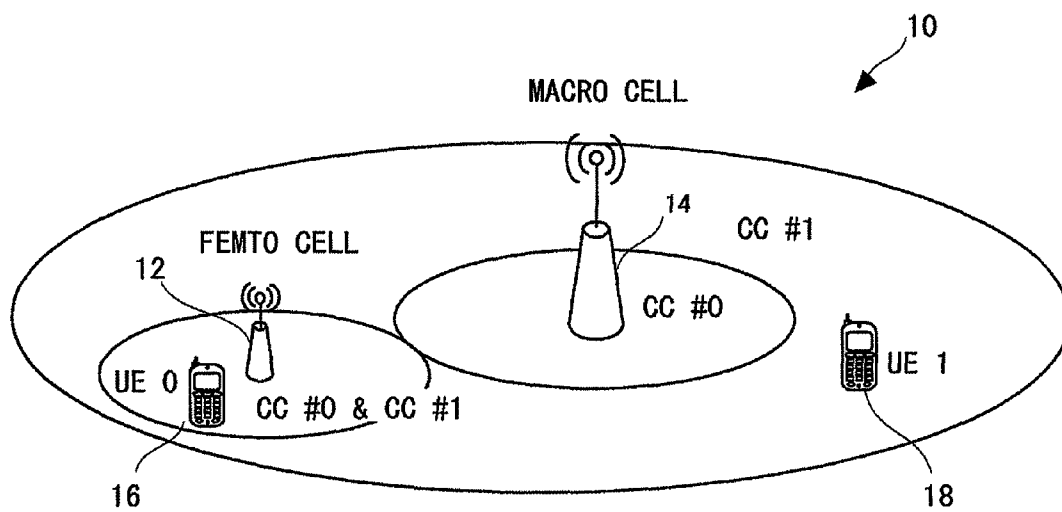 10
MACRO CELL
14
CC #1
FEMTO CELL
12
CC #0
UE 0
UE 1
CC #0 & CC #1
16
18